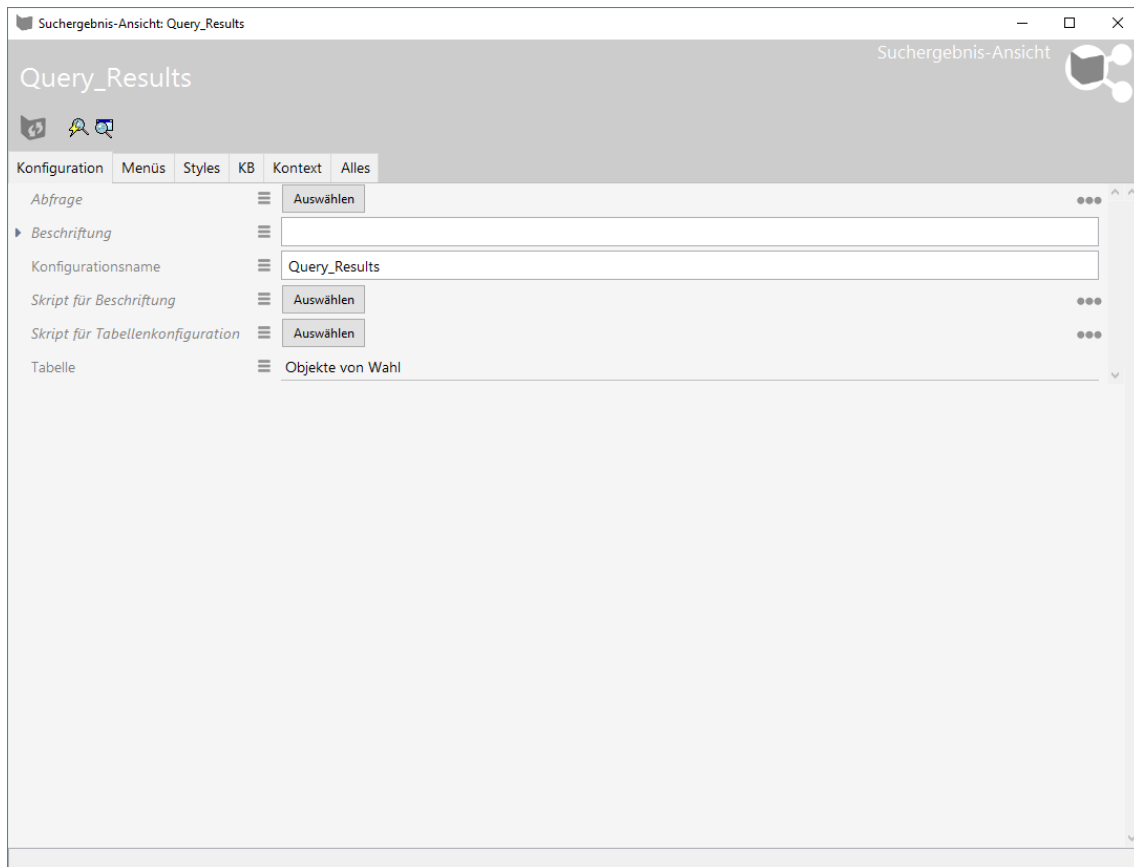 Suchergebnis-Ansicht: Query_Results
Suchergebnis-Ansicht
Query_Results
Konfiguration Menüs Styles KB Kontext Alles
Abfrage Auswählen
Beschriftung
Konfigurationsname Query_Results
Skript für Beschriftung Auswählen
Skript für Tabellenkonfiguration Auswählen
Tabelle Objekte von Wahl